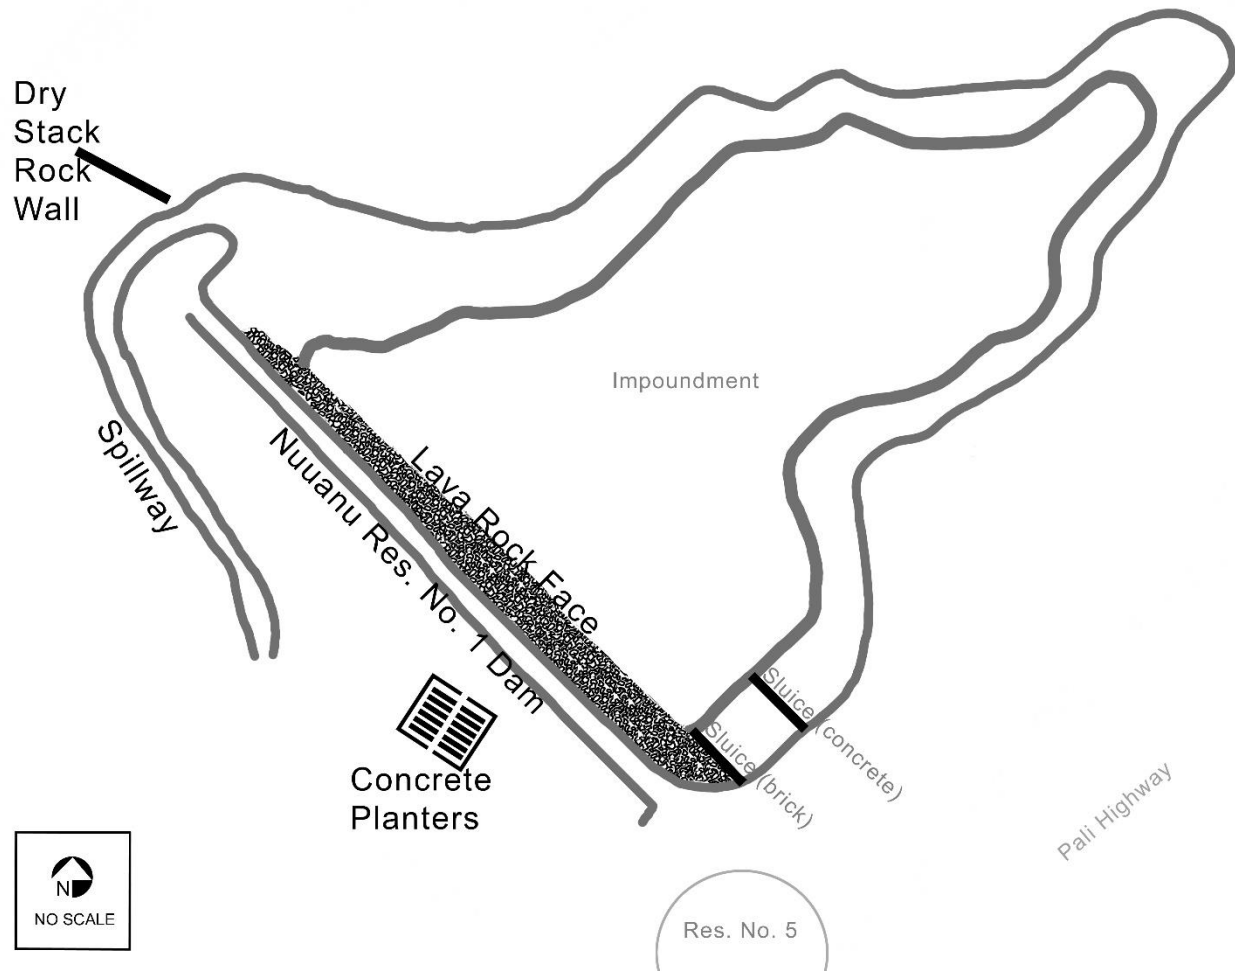 Dry
Stack
Rock
Wall
Impoundment
Spillway
Lava Rock Face
Nuuanu Res. No. 1 Dam
Sluice (concrete)
Sluice (brick)
Concrete
Planters
Pali Highway
N
NO SCALE
Res. No. 5